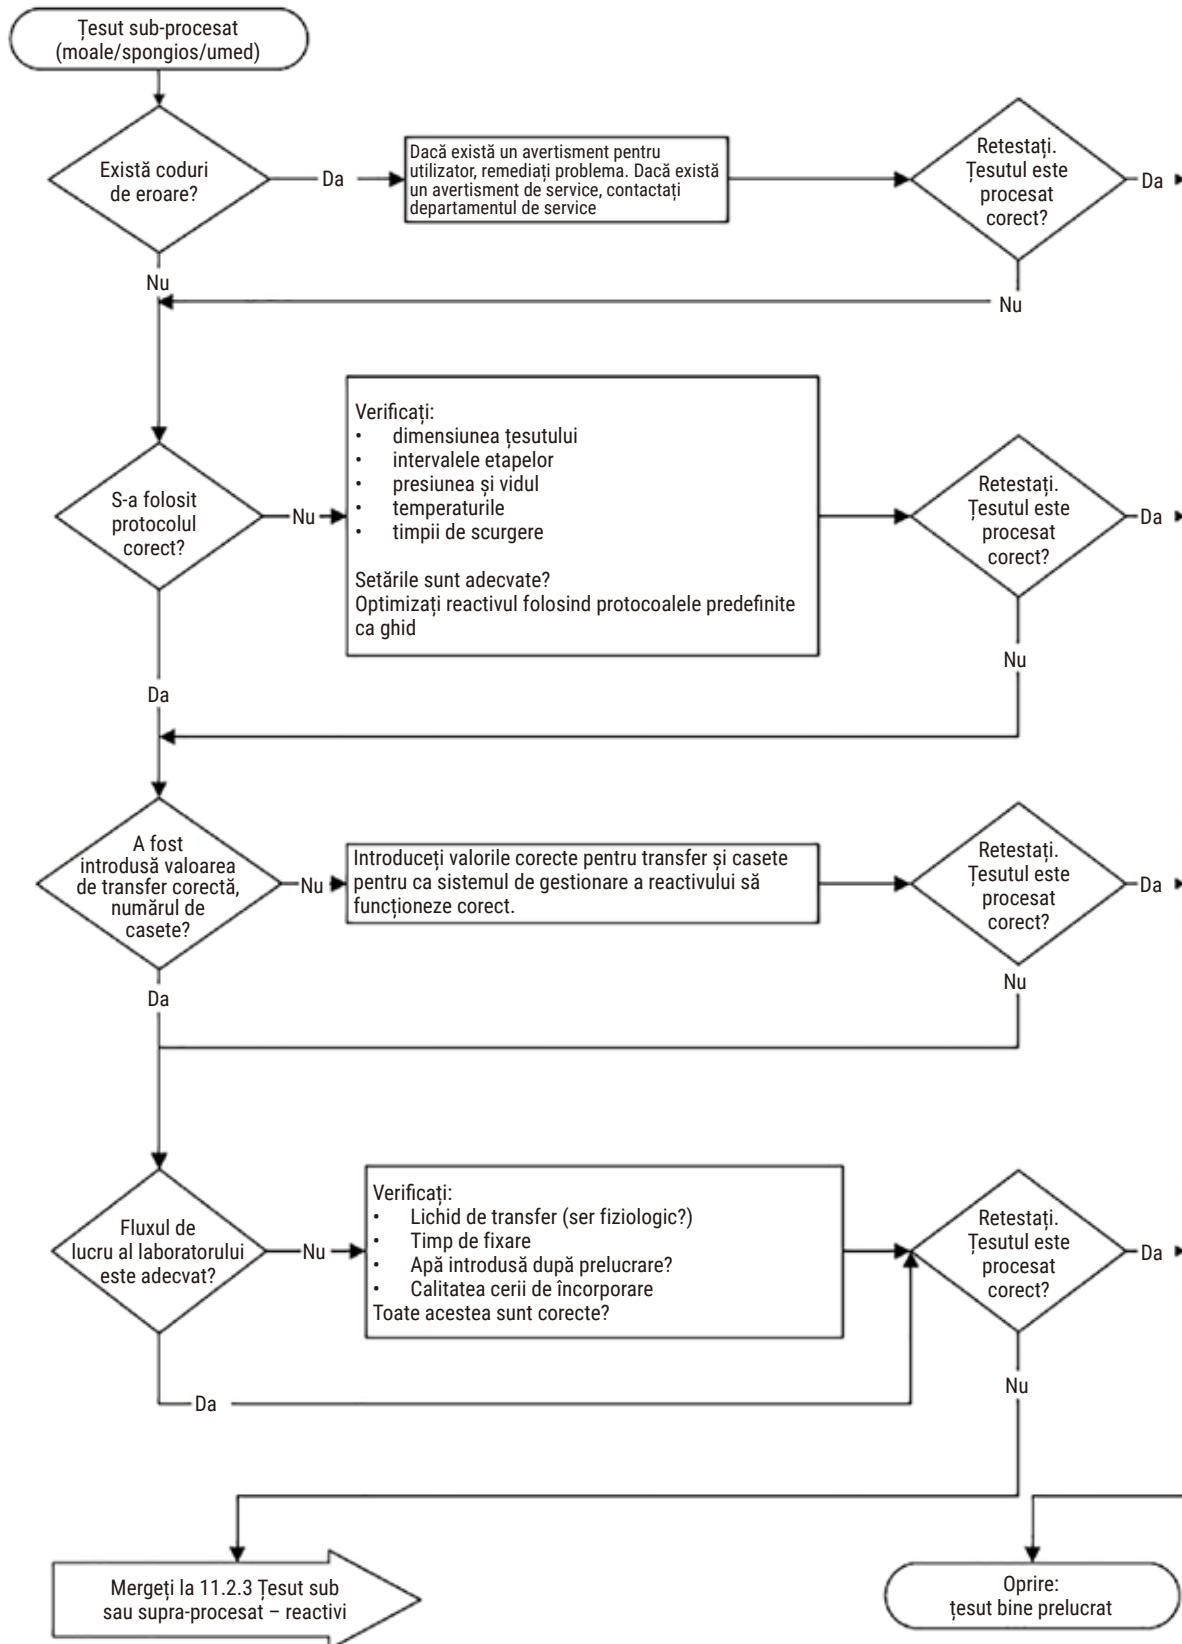 Țesut sub-procesat
(moale/spongios/umed)
Există coduri
de eroare?
Da
Dacă există un avertisment pentru
utilizator, remediați problema. Dacă există
un avertisment de service, contactați
departamentul de service
Retestați.
Țesutul este
procesat
corect?
Da
Nu
Nu
S-a folosit
protocolul
corect?
Nu
Verificați:
• dimensiunea țesutului
• intervalele etapelor
• presiunea și vidul
• temperaturile
• timpii de scurgere
Setările sunt adecvate?
Optimizați reactivul folosind protocoalele predefinite
ca ghid
Retestați.
Țesutul este
procesat
corect?
Da
Nu
Da
A fost
introdusă valoarea
de transfer corectă,
numărul de
casete?
Nu
Introduceți valorile corecte pentru transfer și casete
pentru ca sistemul de gestionare a reactivului să
funcționeze corect.
Retestați.
Țesutul este
procesat
corect?
Da
Nu
Da
Fluxul de
lucru al laboratorului
este adecvat?
Nu
Verificați:
• Lichid de transfer (ser fiziologic?)
• Timp de fixare
• Apă introdusă după prelucrare?
• Calitatea cerii de încorporare
Toate acestea sunt corecte?
Retestați.
Țesutul este
procesat
corect?
Da
Nu
Da
Mergeți la 11.2.3 Țesut sub
sau supra-procesat – reactivi
Oprire:
țesut bine prelucrat